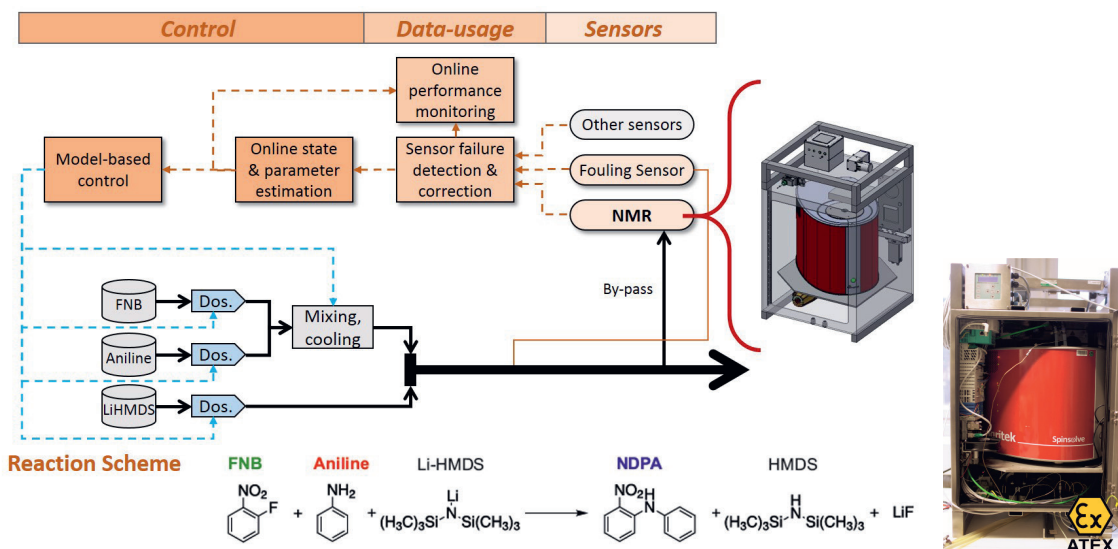 Control
Data-usage
Sensors
Online
performance
monitoring
Other sensors
Model-based
control
Online state
& parameter
estimation
Sensor failure
detection &
correction
Fouling Sensor
NMR
By-pass
FNB
Dos.
Mixing,
cooling
Aniline
Dos.
LiHMDS
Dos.
Reaction Scheme
FNB
Aniline
Li-HMDS
NDPA
HMDS
NO₂
F
+
NH₂
+
Li
(H₃C)₃Si N Si(CH₃)₃
NO₂
H
N
+
H
(H₃C)₃Si N Si(CH₃)₃
+ LiF
ritek
Spinsolve
Ex
ATEX